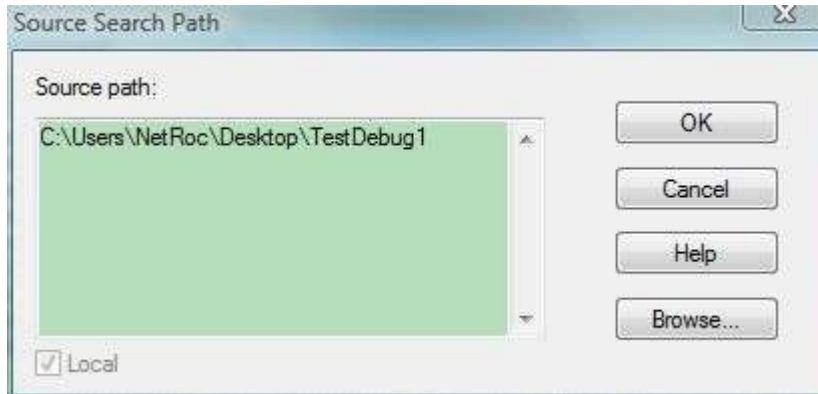 Source Search Path
Source path:
C:\Users\NetRoc\Desktop\TestDebug1
OK
Cancel
Help
Browse...
Local